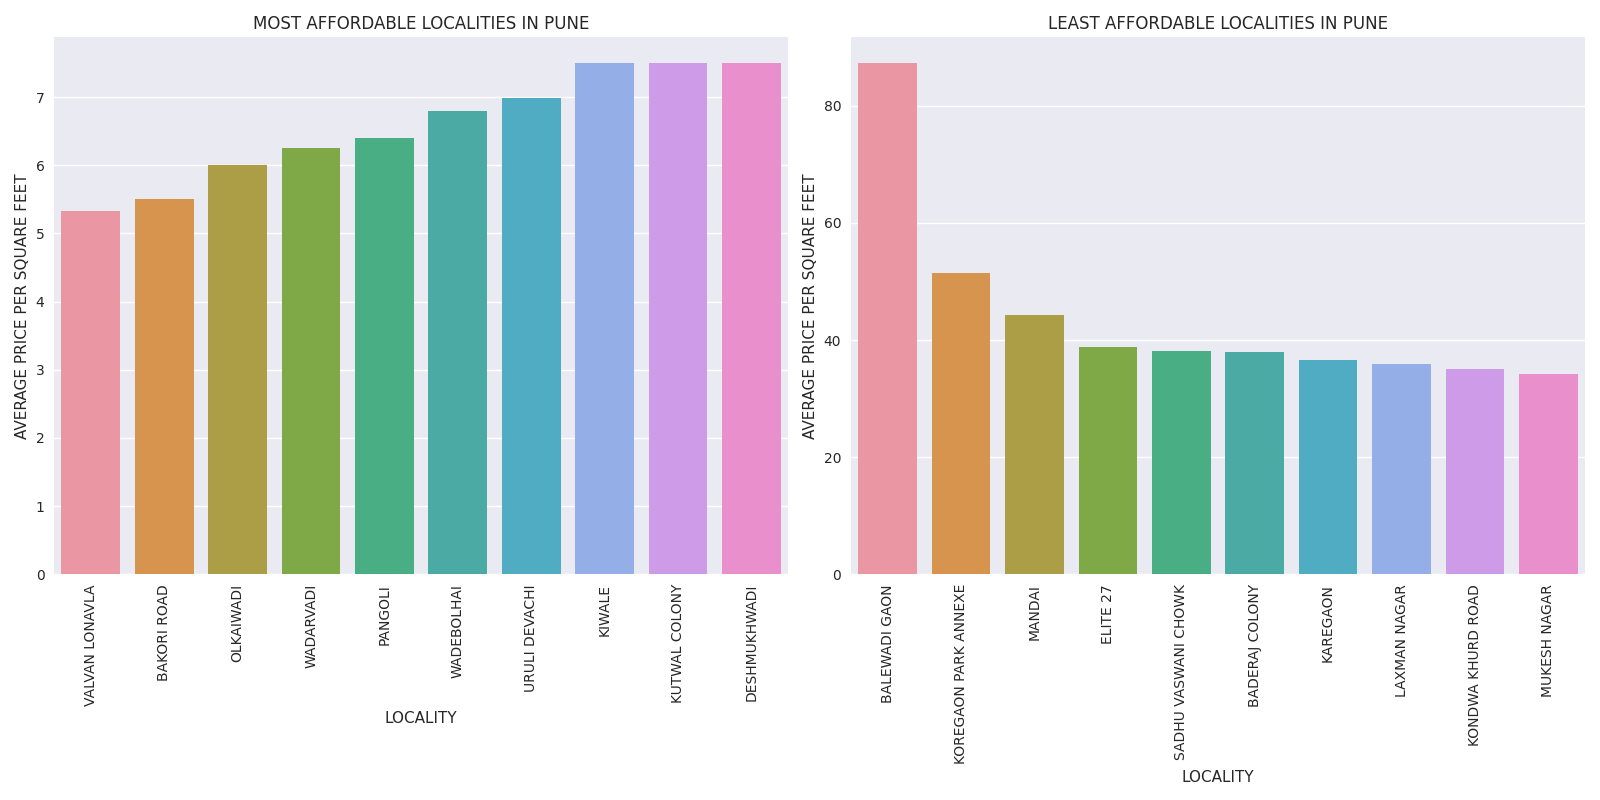 MOST AFFORDABLE LOCALITIES IN PUNE
AVERAGE PRICE PER SQUARE FEET
7
6
5
4
3
2
1
0
VALVAN LONAVLA
BAKORI ROAD
OLKAIWADI
WADARVADI
PANGOLI
WADEBOLHAI
URULI DEVACHI
KIWALE
KUTWAL COLONY
DESHMUKHWADI
LOCALITY
LEAST AFFORDABLE LOCALITIES IN PUNE
AVERAGE PRICE PER SQUARE FEET
80
60
40
20
0
BALEWADI GAON
KOREGAON PARK ANNEXE
MANDAI
ELITE 27
SADHU VASWANI CHOWK
BADERAJ COLONY
KAREGAON
LAXMAN NAGAR
KONDWA KHURD ROAD
MUKESH NAGAR
LOCALITY